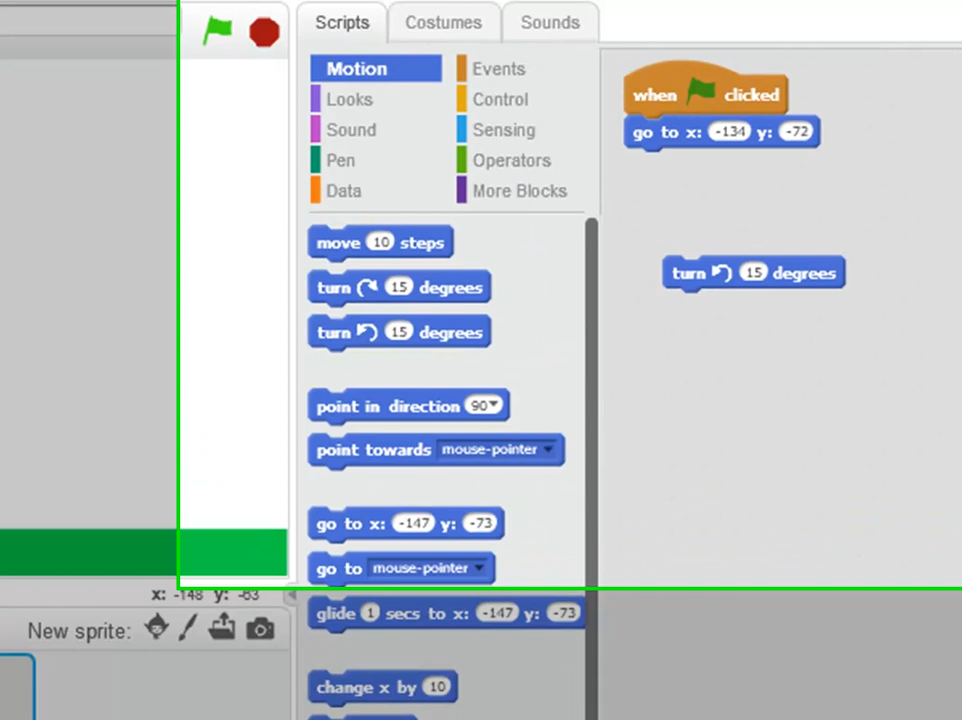 Scripts Costumes Sounds
Motion Events
Looks Control
Sound Sensing
Pen Operators
Data More Blocks
when clicked
go to x: -134 y: -72
move 10 steps
turn 15 degrees
turn 15 degrees
turn 15 degrees
point in direction 90
point towards mouse-pointer
go to x: -147 y: -73
go to mouse-pointer
x: -148 y: -63
glide 1 secs to x: -147 y: -73
New sprite:
change x by 10